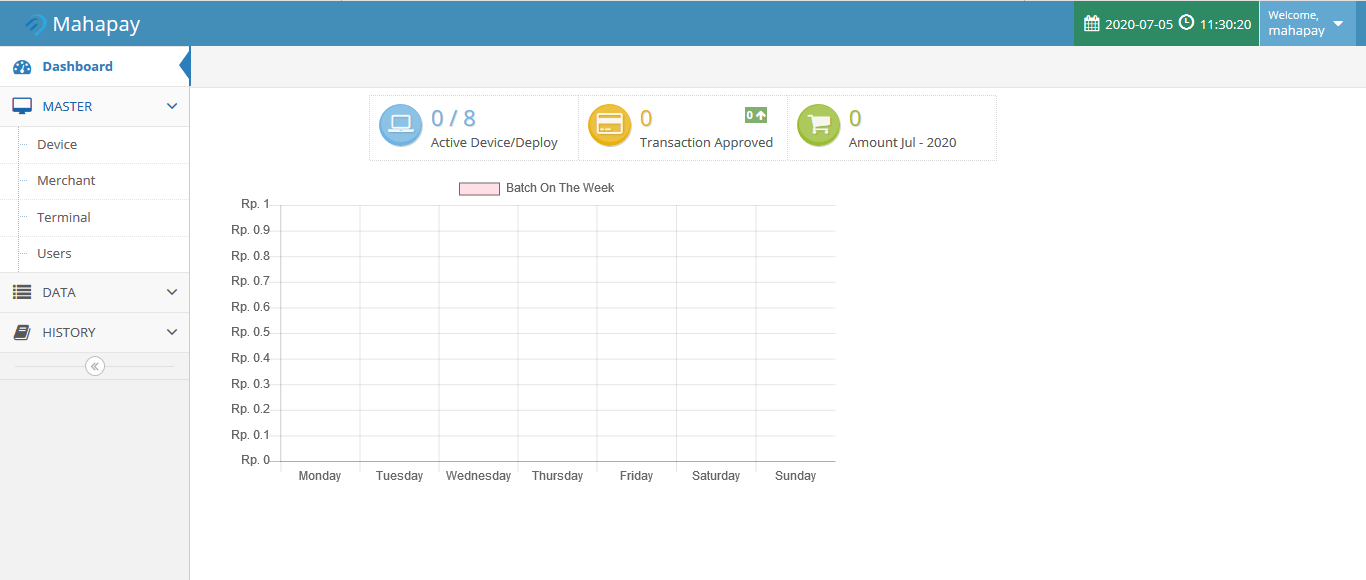 Mahapay
2020-07-05 11:30:20
Welcome,
mahapay
Dashboard
MASTER
Device
Merchant
Terminal
Users
DATA
HISTORY
0 / 8
Active Device/Deploy
0
0
Transaction Approved
0
Amount Jul - 2020
Batch On The Week
Rp. 1
Rp. 0.9
Rp. 0.8
Rp. 0.7
Rp. 0.6
Rp. 0.5
Rp. 0.4
Rp. 0.3
Rp. 0.2
Rp. 0.1
Rp. 0
Monday Tuesday Wednesday Thursday Friday Saturday Sunday